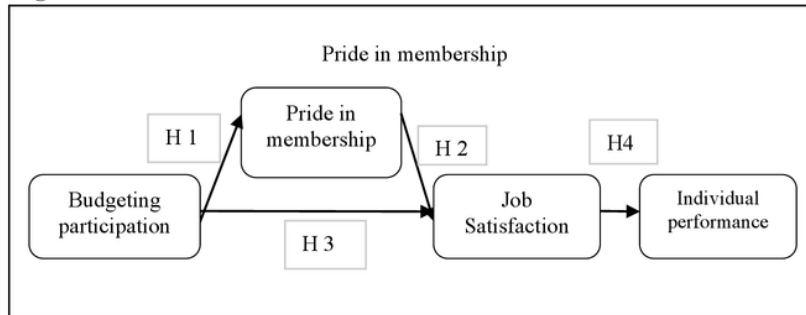 Pride in membership
Pride in
membership
H 1
H 2
H4
Budgeting
participation
H 3
Job
Satisfaction
Individual
performance